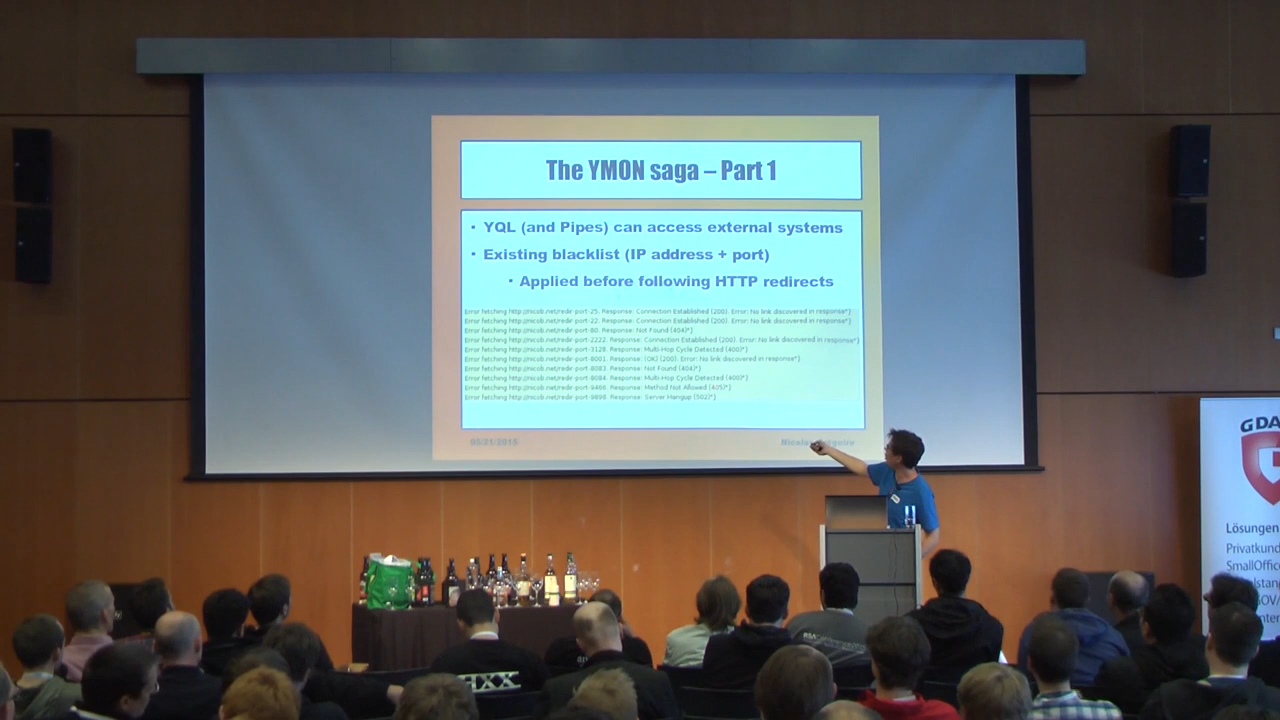 The YMON saga – Part 1
• YQL (and Pipes) can access external systems
• Existing blacklist (IP address + port)
• Applied before following HTTP redirects
Error fetching http://nicob.net/redir-port-25. Response: Connection Established (200). Error: No link discovered in response"}
Error fetching http://nicob.net/redir-port-22. Response: Connection Established (200). Error: No link discovered in response"}
Error fetching http://nicob.net/redir-port-80. Response: Not Found (404)"}
Error fetching http://nicob.net/redir-port-2222. Response: Connection Established (200). Error: No link discovered in response"}
Error fetching http://nicob.net/redir-port-3128. Response: Multi-Hop Cycle Detected (400)"}
Error fetching http://nicob.net/redir-port-8001. Response: (OK) (200). Error: No link discovered in response"}
Error fetching http://nicob.net/redir-port-8083. Response: Not Found (404)"}
Error fetching http://nicob.net/redir-port-8084. Response: Multi-Hop Cycle Detected (400)"}
Error fetching http://nicob.net/redir-port-9466. Response: Method Not Allowed (405)"}
Error fetching http://nicob.net/redir-port-9898. Response: Server Hangup (502)"}
05/21/2015
G DA
Lösungen
Privatkund
SmallOffice